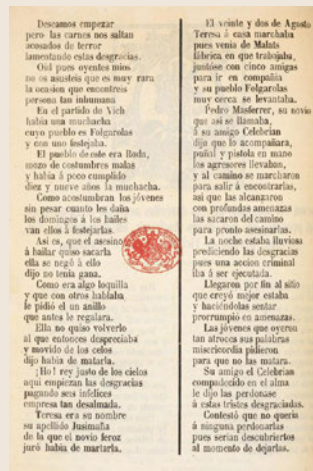 Deseamos empezar
pero las carnes nos saltan
acosados de terror
lamentando estas desgracias.
Oid pues oyentes mios
no os asusteis que es muy rara
la ocasion que encontreis
persona tan inhumana
En el partido de Vich
habia una muchacha
cuyo pueblo es Folgarolas
y con uno festejaba.
El pueblo de este era Roda,
mozo de costumbres malas
y habia á poco cumplido
diez y nueve años la muchacha.
Como acostumbran los jóvenes
sin pesar cuanto les daña
los domingos á los bailes
van ellos á festejarlas.
Asi es, que el asesino
á bailar quiso sacarla
ella se negó á ello
dijo no tenia gana.
Como era algo loquilla
y que con otros hablaba
le pidió el un anillo
que antes le regalara.
Ella no quiso volverlo
al que entonces despreciaba
y movido de los celos
dijo habia de matarla.
¡Ho! rey justo de los cielos
aqui empiezan las desgracias
pagando seis infelices
empresa tan desalmada.
Teresa era su nombre
su apellido Jusimaña
de la que el novio feroz
juró habia de martarla.
El veinte y dos de Agosto
Teresa á casa marchaba
pues venia de Malats
fábrica en que trabajaba,
juntóse con cinco amigas
para ir en compañia
y su pueblo Folgarolas
muy cerca se levantaba.
Pedro Masferrer, su novio
que asi se llamaba,
á su amigo Celebrian
dijo que lo acompañara,
puñal y pistola en mano
los agresores llevaban,
y al camino se marcharon
para salir á encontrarlas,
asi que las alcanzaron
con profundas amenazas
las sacaron del camino
para pronto asesinarlas.
La noche estaba lluviosa
prediciendo las desgracias
pues una accion criminal
iba á ser ejecutada.
Llegaron por fin al sitio
que creyó mejor estaba
y haciéndolas sentar
prorrumpio en amenazas.
Las jóvenes que oyeron
tan atroces sus palabras
misericordia pidieron
para que no las matara.
Su amigo el Celebrian
compadecido en el alma
le dijo las perdonase
á estas tristes desgraciadas.
Contestó que no queria
á ninguna perdonarlas
pues serian descubiertos
al momento de dejarlas.